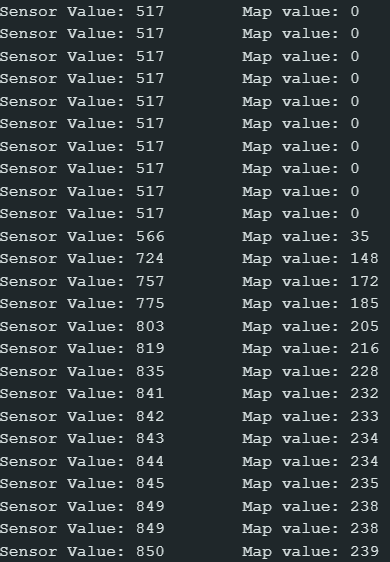 Sensor Value: 517 Map value: 0
Sensor Value: 517 Map value: 0
Sensor Value: 517 Map value: 0
Sensor Value: 517 Map value: 0
Sensor Value: 517 Map value: 0
Sensor Value: 517 Map value: 0
Sensor Value: 517 Map value: 0
Sensor Value: 517 Map value: 0
Sensor Value: 517 Map value: 0
Sensor Value: 517 Map value: 0
Sensor Value: 566 Map value: 35
Sensor Value: 724 Map value: 148
Sensor Value: 757 Map value: 172
Sensor Value: 775 Map value: 185
Sensor Value: 803 Map value: 205
Sensor Value: 819 Map value: 216
Sensor Value: 835 Map value: 228
Sensor Value: 841 Map value: 232
Sensor Value: 842 Map value: 233
Sensor Value: 843 Map value: 234
Sensor Value: 844 Map value: 234
Sensor Value: 845 Map value: 235
Sensor Value: 849 Map value: 238
Sensor Value: 849 Map value: 238
Sensor Value: 850 Map value: 239